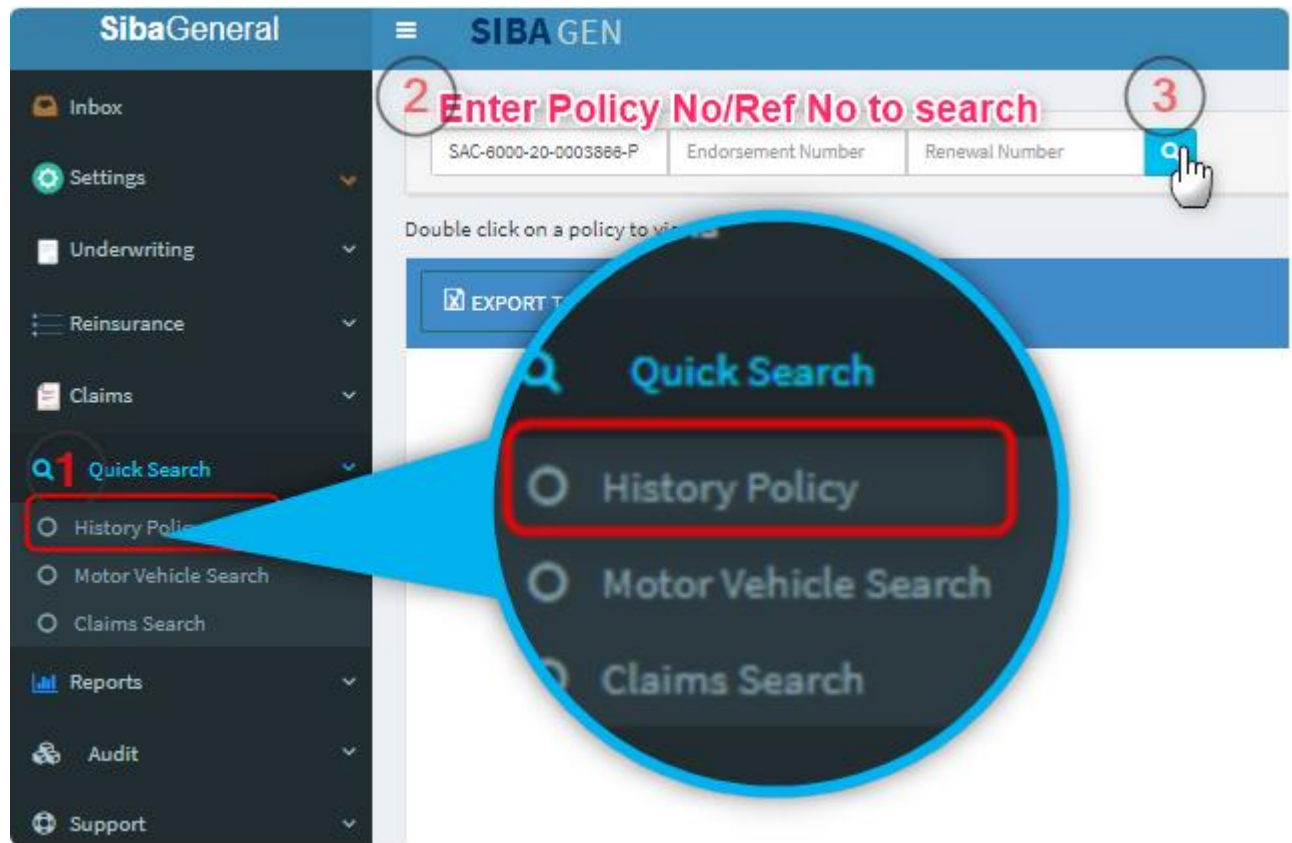 SibaGeneral
SIBA GEN
Inbox
2
Enter Policy No/Ref No to search
3
SAC-6000-20-0003866-P
Endorsement Number
Renewal Number
Settings
Double click on a policy to
Underwriting
EXPORT
Reinsurance
Claims
1
Quick Search
History
Motor Vehicle Search
Claims Search
Quick Search
History Policy
Motor Vehicle Search
Claims Search
Reports
Audit
Support